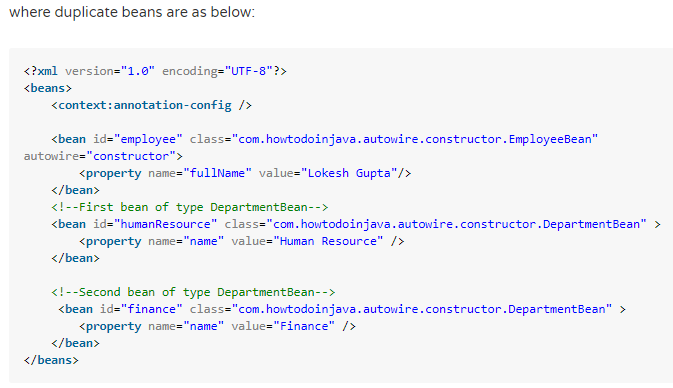 where duplicate beans are as below:
<?xml version="1.0" encoding="UTF-8"?>
<beans>
    <context:annotation-config />
    <bean id="employee" class="com.howtodoinjava.autowire.constructor.EmployeeBean"
autowire="constructor">
        <property name="fullName" value="Lokesh Gupta"/>
    </bean>
    <!--First bean of type DepartmentBean-->
    <bean id="humanResource" class="com.howtodoinjava.autowire.constructor.DepartmentBean" >
        <property name="name" value="Human Resource" />
    </bean>
    <!--Second bean of type DepartmentBean-->
     <bean id="finance" class="com.howtodoinjava.autowire.constructor.DepartmentBean" >
        <property name="name" value="Finance" />
    </bean>
</beans>